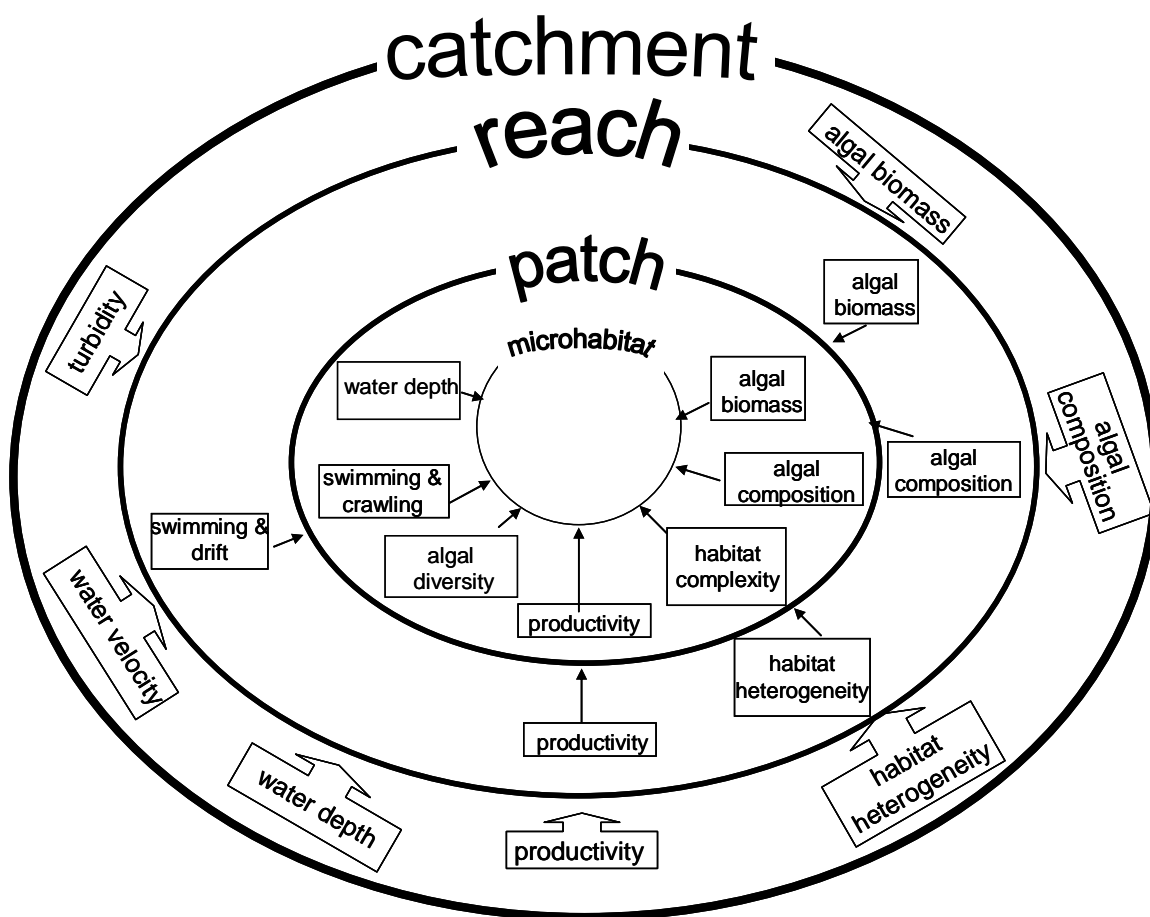 catchment
reach
patch
microhabitat
algal biomass
algal
biomass
turbidity
water depth
algal
biomass
algal
composition
algal
composition
swimming &
crawling
algal
composition
swimming &
drift
algal
diversity
habitat
complexity
productivity
water velocity
habitat
heterogeneity
productivity
water depth
habitat
heterogeneity
productivity